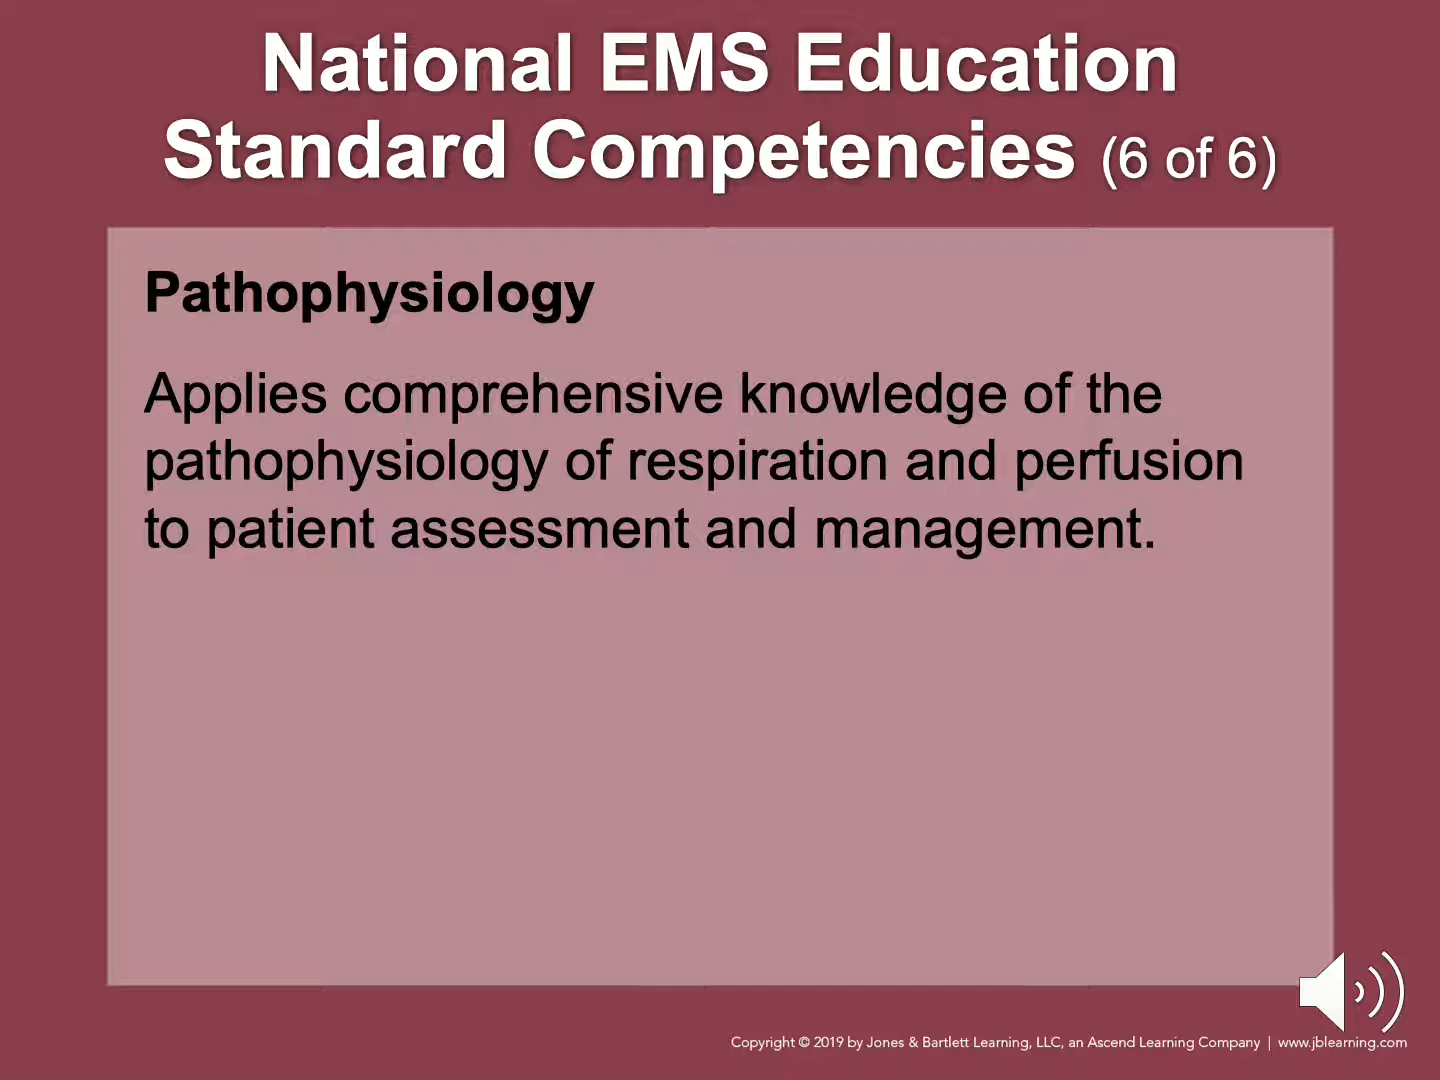 National EMS Education
Standard Competencies (6 of 6)
Pathophysiology
Applies comprehensive knowledge of the
pathophysiology of respiration and perfusion
to patient assessment and management.
Copyright © 2019 by Jones & Bartlett Learning, LLC, an Ascend Learning Company | www.jblearning.com